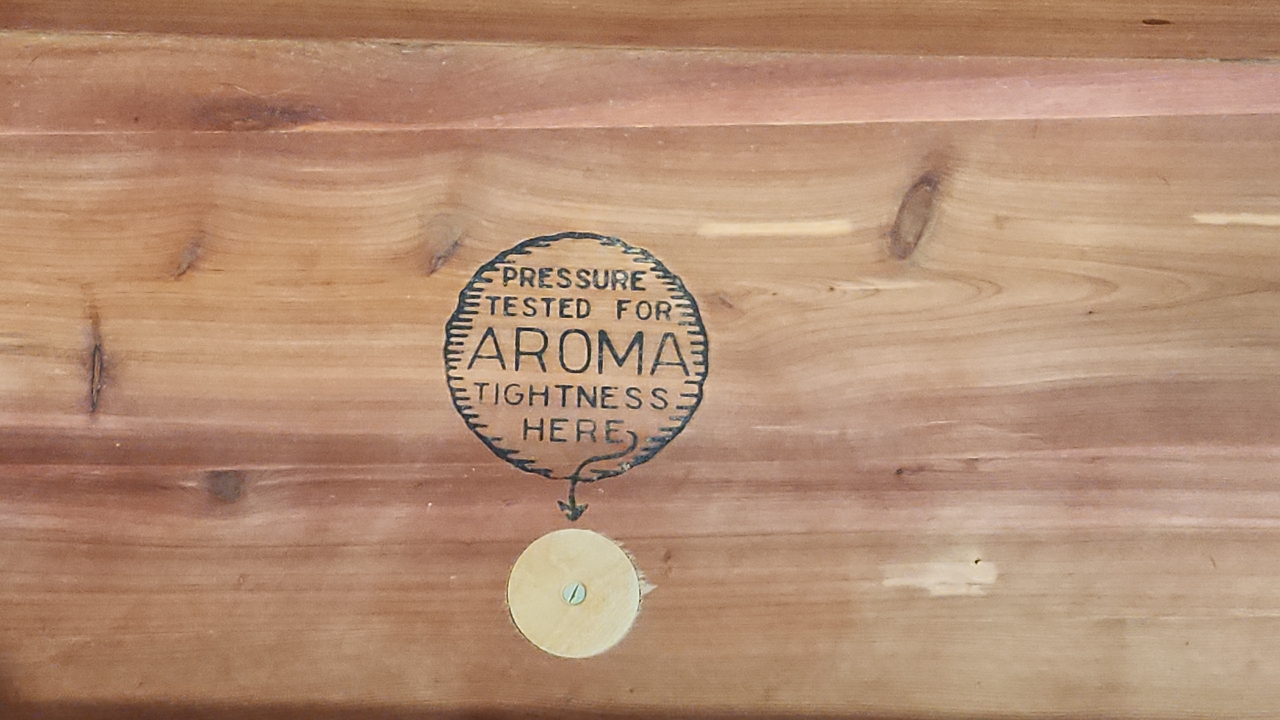 PRESSURE
TESTED FOR
AROMA
TIGHTNESS
HERE